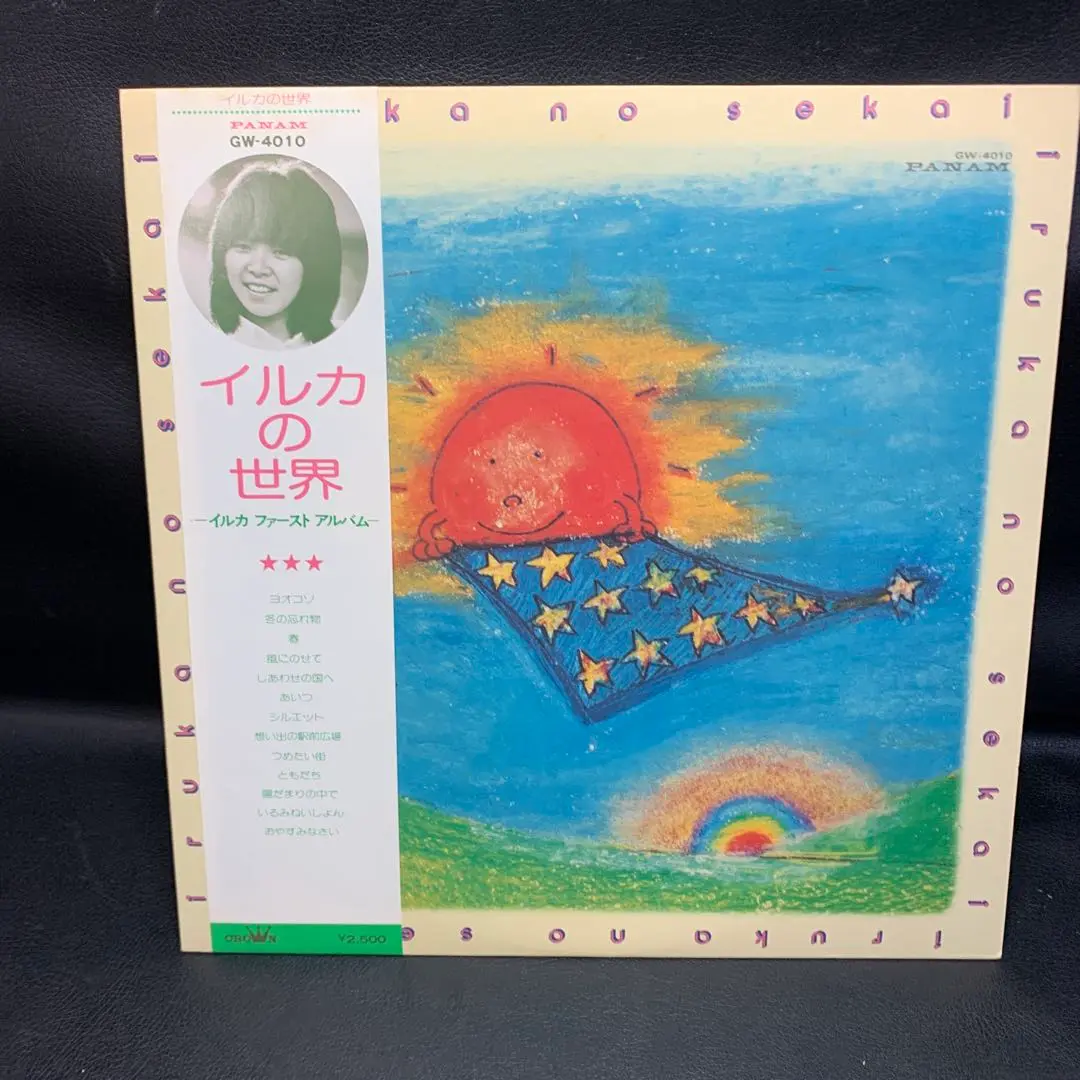 イルカの世界
PANAM
GW-4010
イルカ
の
世界
―イルカ ファースト アルバム―
★★★
ヨオコソ
冬の忘れ物
春
風にのせて
しあわせの国へ
あいつ
シルエット
想い出の駅前広場
つめたい街
ともだち
陽だまりの中で
いるみねいしょん
おやすみなさい
CROWN ¥2,500
ka no sekai
GW-4010
PANAM
iruka no sekai
iruka no se
iruka no sekai